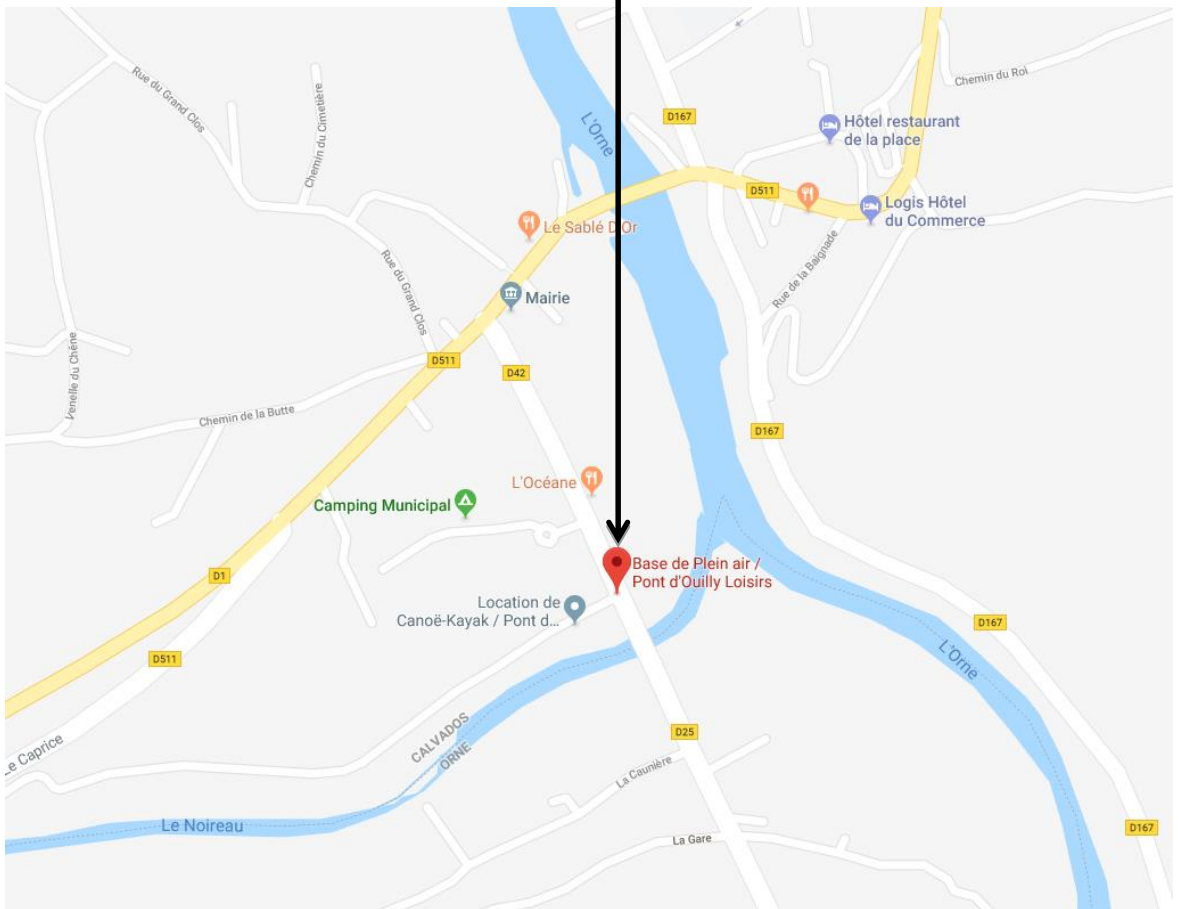 Rue du Grand Clos
Chemin du Cimetière
L'Orne
D167
Chemin du Roi
Hôtel restaurant
de la place
D511
Logis Hôtel
du Commerce
Le Sablé D'Or
Rue du Grand Clos
Rue de la Baignade
Mairie
Venelle du Chêne
D511
D42
Chemin de la Butte
D167
L'Océane
Camping Municipal
Base de Plein air /
Pont d'Ouilly Loisirs
D1
Location de
Canoë-Kayak / Pont d...
D167
D511
L'Orne
CALVADOS
ORNE
D25
Le Caprice
La Caunière
Le Noireau
La Gare
D167